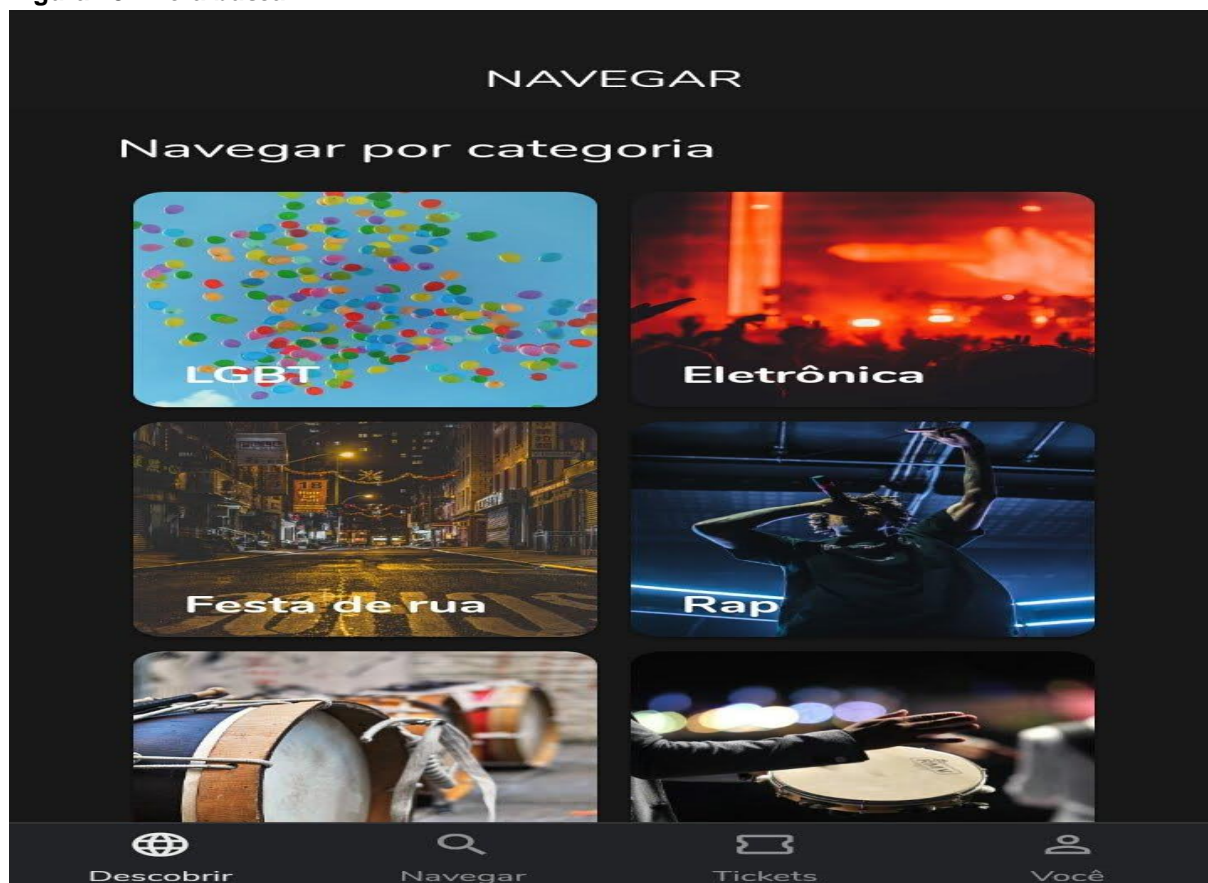 NAVEGAR
Navegar por categoria
LGBT
Eletrônica
Festa de rua
Rap
Descobrir
Navegar
Tickets
Você